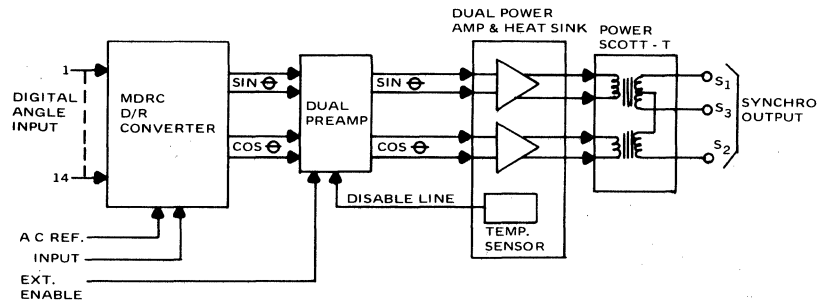 DUAL POWER
AMP & HEAT SINK
POWER
SCOTT - T
1
DIGITAL
ANGLE
INPUT
14
MDRC
D/R
CONVERTER
SIN Θ
COS Θ
DUAL
PREAMP
SIN Θ
COS Θ
S1
S3
S2
SYNCHRO
OUTPUT
DISABLE LINE
TEMP.
SENSOR
A C REF.
INPUT
EXT.
ENABLE